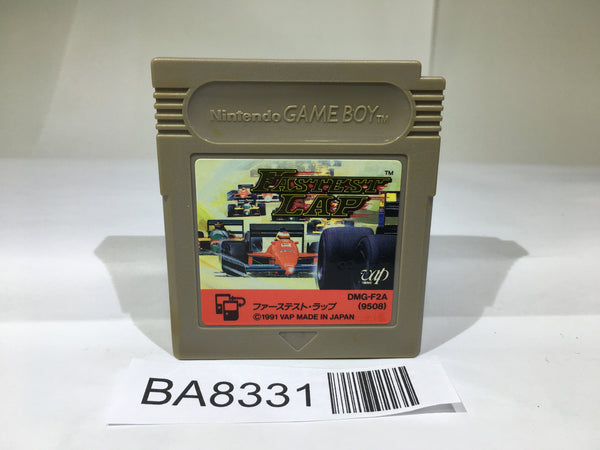 Nintendo GAME BOY TM
FASTEST TM
LAP
vap
DMG-F2A
ファーステスト・ラップ (9508)
©1991 VAP MADE IN JAPAN
BA8331